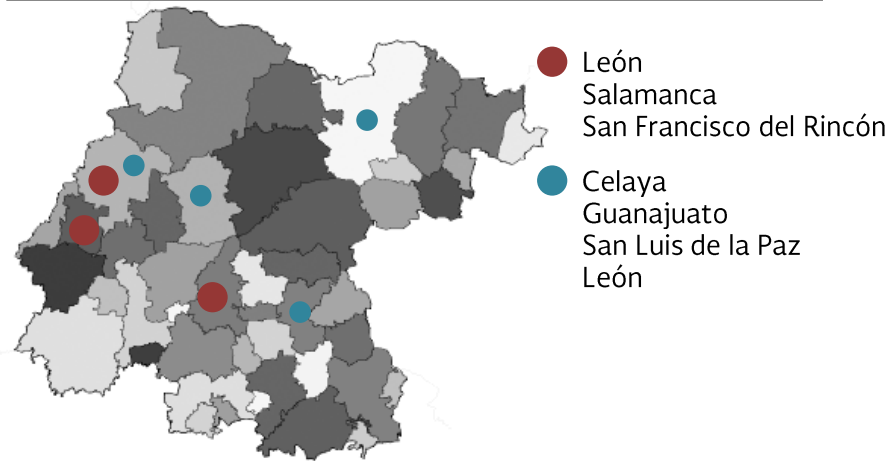 León
Salamanca
San Francisco del Rincón
Celaya
Guanajuato
San Luis de la Paz
León